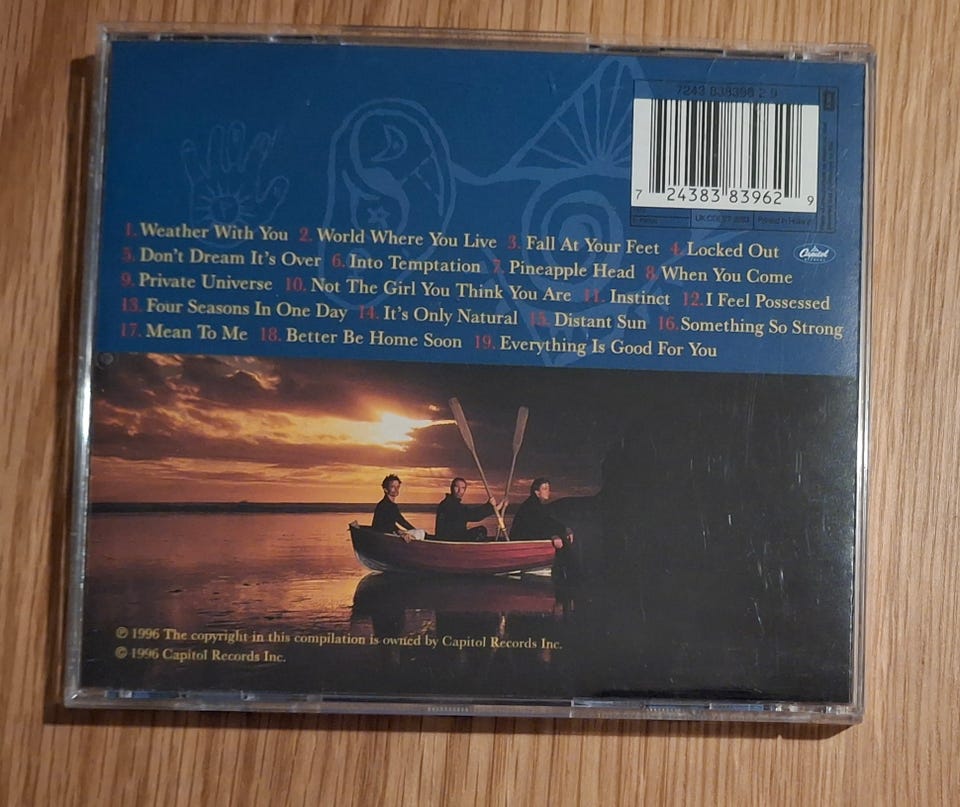 7243 838396 2 9
7 24383 83962 9
1. Weather With You 2. World Where You Live 3. Fall At Your Feet 4. Locked Out
Capitol
5. Don't Dream It's Over 6. Into Temptation 7. Pineapple Head 8. When You Come
9. Private Universe 10. Not The Girl You Think You Are 11. Instinct 12. I Feel Possessed
13. Four Seasons In One Day 14. It's Only Natural 15. Distant Sun 16. Something So Strong
17. Mean To Me 18. Better Be Home Soon 19. Everything Is Good For You
℗ 1996 The copyright in this compilation is owned by Capitol Records Inc.
© 1996 Capitol Records Inc.